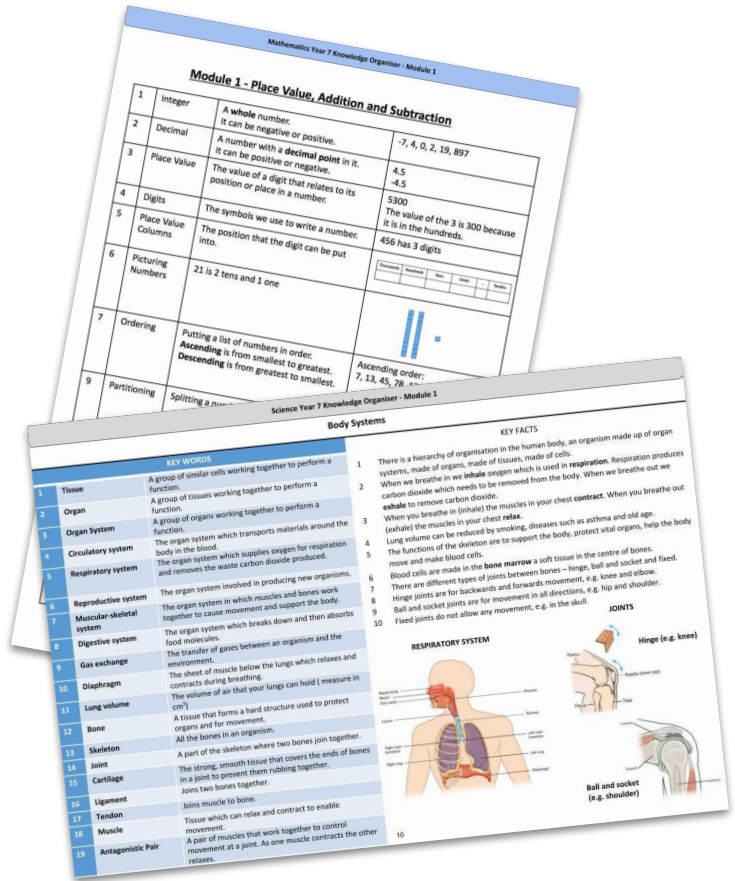 Mathematics Year 7 Knowledge Organiser - Module 1
Module 1 - Place Value, Addition and Subtraction
1 Integer
A whole number.
It can be negative or positive.
-7, 4, 0, 2, 19, 897
2 Decimal
A number with a decimal point in it.
It can be positive or negative.
4.5
-4.5
3 Place Value
The value of a digit that relates to its
position or place in a number.
5300
The value of the 3 is 300 because
it is in the hundreds.
4 Digits
The symbols we use to write a number.
456 has 3 digits
5 Place Value
Columns
The position that the digit can be put
into.
Thousands Hundreds Tens Units . Tenths
6 Picturing
Numbers
21 is 2 tens and 1 one
7 Ordering
Putting a list of numbers in order.
Ascending is from smallest to greatest.
Descending is from greatest to smallest.
Ascending order:
7, 13, 45, 78,
9 Partitioning
Splitting a
Science Year 7 Knowledge Organiser - Module 1
Body Systems
KEY WORDS
1 Tissue
A group of similar cells working together to perform a
function.
2 Organ
A group of tissues working together to perform a
function.
3 Organ System
A group of organs working together to perform a
function.
4 Circulatory system
The organ system which transports materials around the
body in the blood.
5 Respiratory system
The organ system which supplies oxygen for respiration
and removes the waste carbon dioxide produced.
6 Reproductive system
The organ system involved in producing new organisms.
7 Muscular-skeletal
system
The organ system in which muscles and bones work
together to cause movement and support the body.
8 Digestive system
The organ system which breaks down and then absorbs
food molecules.
9 Gas exchange
The transfer of gases between an organism and the
environment.
10 Diaphragm
The sheet of muscle below the lungs which relaxes and
contracts during breathing.
11 Lung volume
The volume of air that your lungs can hold ( measure in
cm³)
12 Bone
A tissue that forms a hard structure used to protect
organs and for movement.
13 Skeleton
All the bones in an organism.
14 Joint
A part of the skeleton where two bones join together.
15 Cartilage
The strong, smooth tissue that covers the ends of bones
in a joint to prevent them rubbing together.
16 Ligament
Joins two bones together.
17 Tendon
Joins muscle to bone.
18 Muscle
Tissue which can relax and contract to enable
movement.
19 Antagonistic Pair
A pair of muscles that work together to control
movement at a joint. As one muscle contracts the other
relaxes.
KEY FACTS
1 There is a hierarchy of organisation in the human body, an organism made up of organ
systems, made of organs, made of tissues, made of cells.
2 When we breathe in we inhale oxygen which is used in respiration. Respiration produces
carbon dioxide which needs to be removed from the body. When we breathe out we
exhale to remove carbon dioxide.
3 When you breathe in (inhale) the muscles in your chest contract. When you breathe out
(exhale) the muscles in your chest relax.
4 Lung volume can be reduced by smoking, diseases such as asthma and old age.
5 The functions of the skeleton are to support the body, protect vital organs, help the body
move and make blood cells.
6 Blood cells are made in the bone marrow a soft tissue in the centre of bones.
7 There are different types of joints between bones – hinge, ball and socket and fixed.
8 Hinge joints are for backwards and forwards movement, e.g. knee and elbow.
9 Ball and socket joints are for movement in all directions, e.g. hip and shoulder.
10 Fixed joints do not allow any movement, e.g. in the skull.
RESPIRATORY SYSTEM
Nasal cavity
Oral cavity
Larynx
Right lung
Pharynx
Trachea
Left lung
Diaphragm
JOINTS
Hinge (e.g. knee)
Femur
Patella (knee cap)
Fibula
Tibia
Ball and socket
(e.g. shoulder)
10